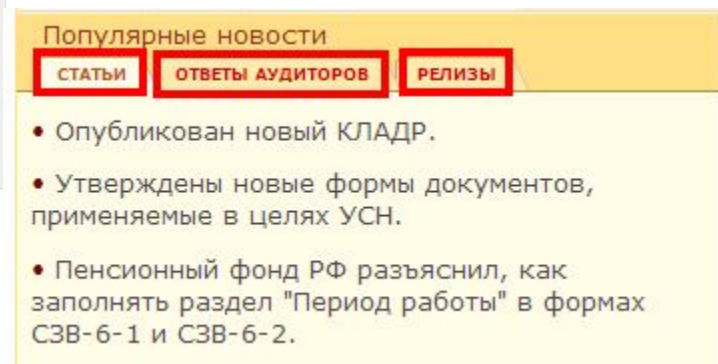 Популярные новости
СТАТЬИ ОТВЕТЫ АУДИТОРОВ РЕЛИЗЫ
• Опубликован новый КЛАДР.
• Утверждены новые формы документов,
применяемые в целях УСН.
• Пенсионный фонд РФ разъяснил, как
заполнять раздел "Период работы" в формах
СЗВ-6-1 и СЗВ-6-2.